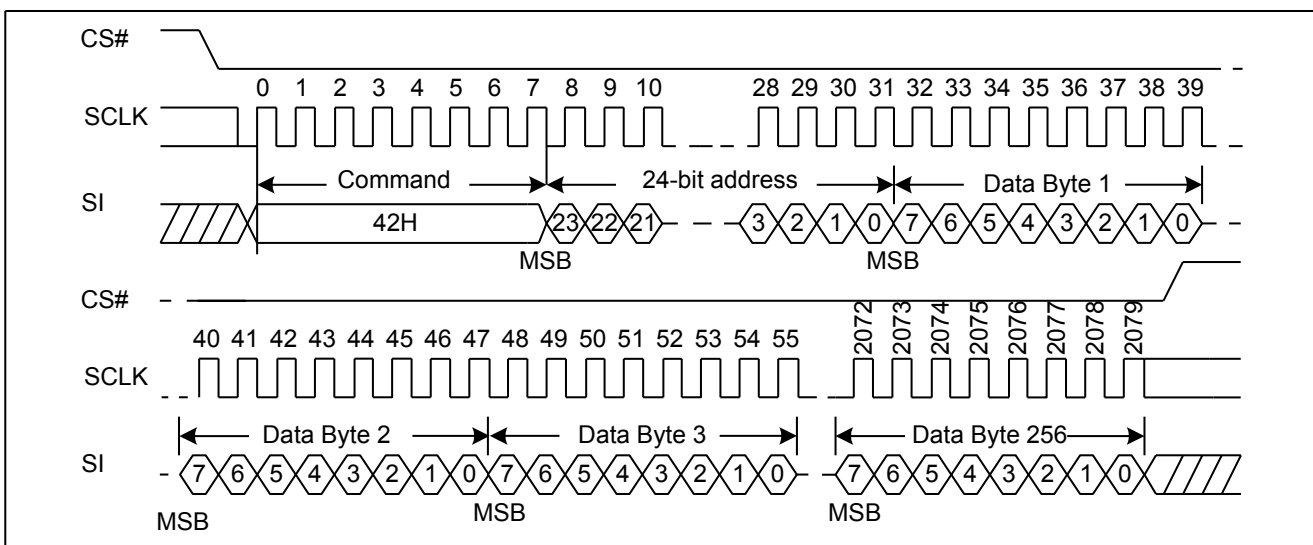 CS#
0 1 2 3 4 5 6 7 8 9 10 28 29 30 31 32 33 34 35 36 37 38 39
SCLK
Command 24-bit address Data Byte 1
SI
42H 23 22 21 3 2 1 0 7 6 5 4 3 2 1 0
MSB MSB
CS#
40 41 42 43 44 45 46 47 48 49 50 51 52 53 54 55 2072 2073 2074 2075 2076 2077 2078 2079
SCLK
Data Byte 2 Data Byte 3 Data Byte 256
SI
7 6 5 4 3 2 1 0 7 6 5 4 3 2 1 0 7 6 5 4 3 2 1 0
MSB MSB MSB